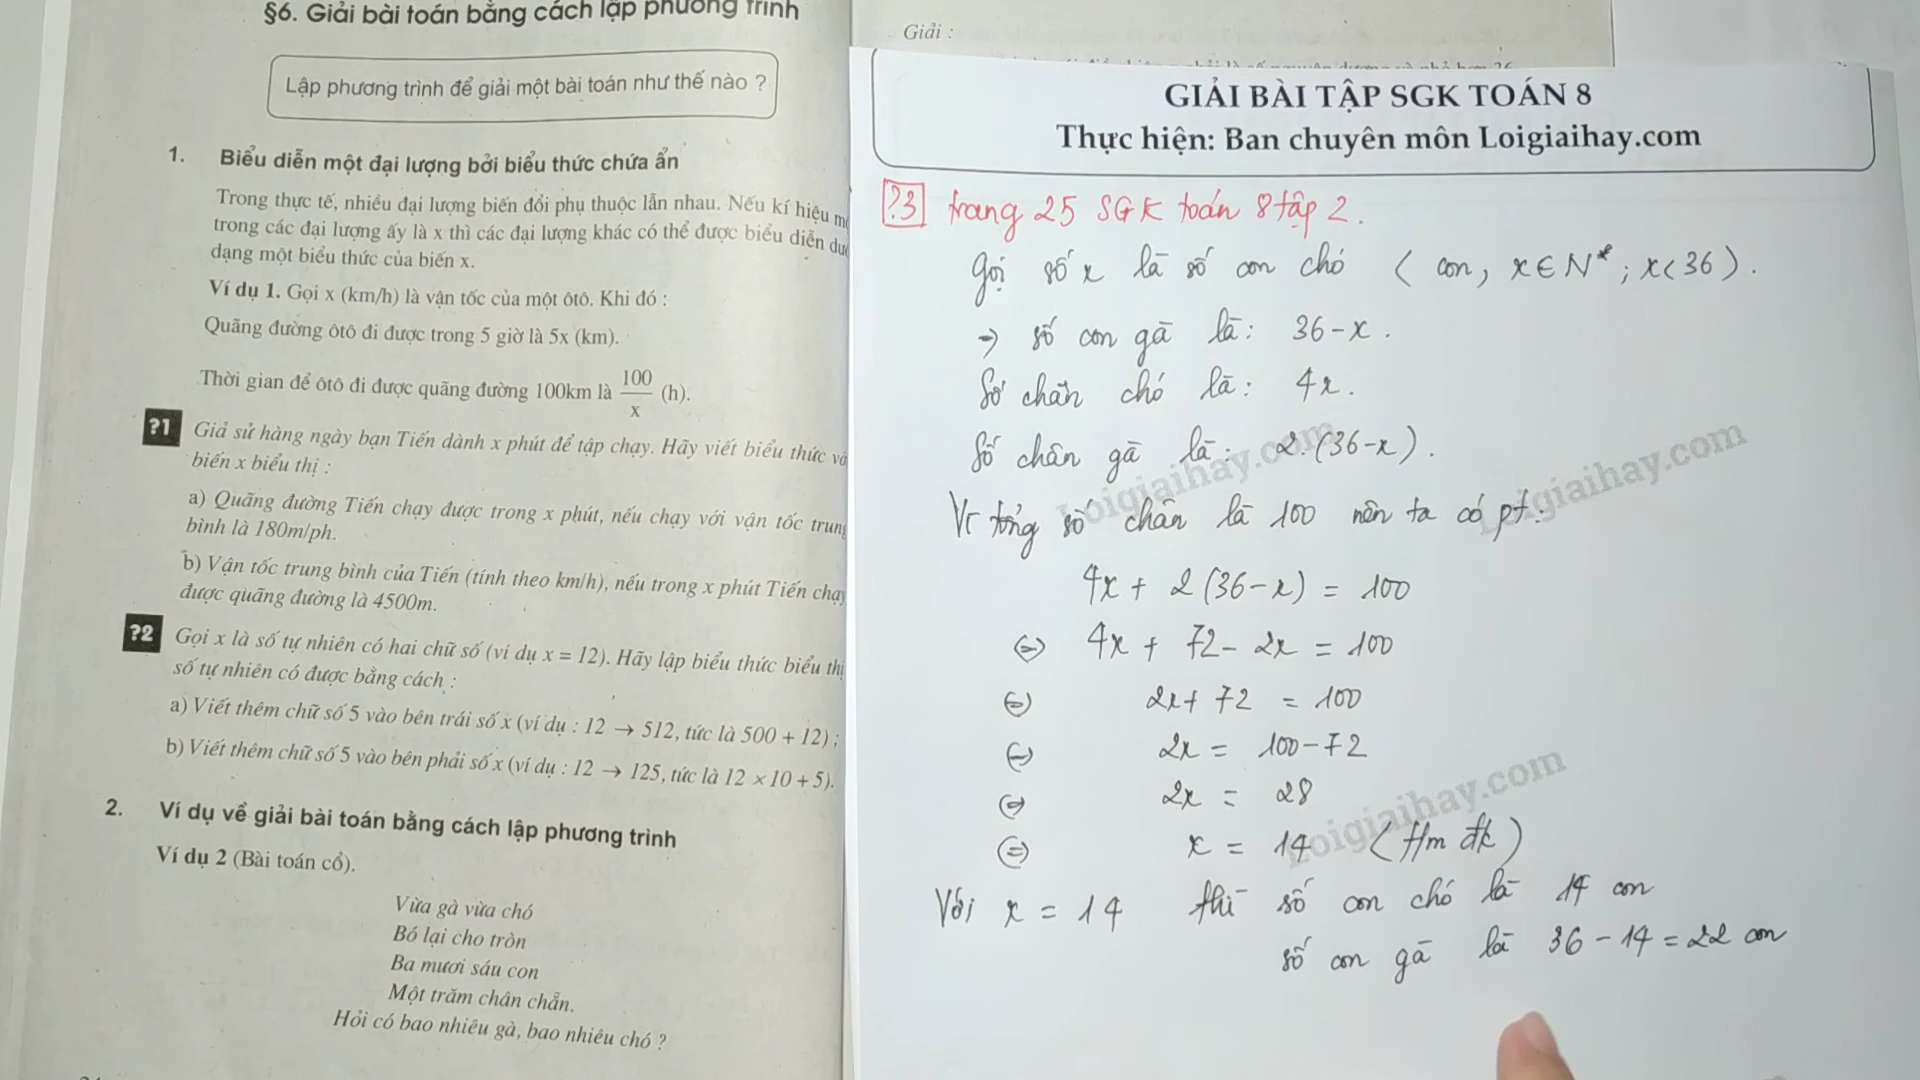 §6. Giải bài toán bằng cách lập phương trình
Lập phương trình để giải một bài toán như thế nào ?
1. Biểu diễn một đại lượng bởi biểu thức chứa ẩn
Trong thực tế, nhiều đại lượng biến đổi phụ thuộc lẫn nhau. Nếu kí hiệu
trong các đại lượng ấy là x thì các đại lượng khác có thể được biểu diễn
dạng một biểu thức của biến x.
Ví dụ 1. Gọi x (km/h) là vận tốc của một ôtô. Khi đó :
Quãng đường ôtô đi được trong 5 giờ là 5x (km).
Thời gian để ôtô đi được quãng đường 100km là 100/x (h).
?1 Giả sử hàng ngày bạn Tiến dành x phút để tập chạy. Hãy viết biểu thức
biến x biểu thị :
a) Quãng đường Tiến chạy được trong x phút, nếu chạy với vận tốc trung
bình là 180m/ph.
b) Vận tốc trung bình của Tiến (tính theo km/h), nếu trong x phút Tiến chạy
được quãng đường là 4500m.
?2 Gọi x là số tự nhiên có hai chữ số (ví dụ x = 12). Hãy lập biểu thức biểu thị
số tự nhiên có được bằng cách :
a) Viết thêm chữ số 5 vào bên trái số x (ví dụ : 12 → 512, tức là 500 + 12) ;
b) Viết thêm chữ số 5 vào bên phải số x (ví dụ : 12 → 125, tức là 12 × 10 + 5).
2. Ví dụ về giải bài toán bằng cách lập phương trình
Ví dụ 2 (Bài toán cổ).
Vừa gà vừa chó
Bó lại cho tròn
Ba mươi sáu con
Một trăm chân chẵn.
Hỏi có bao nhiêu gà, bao nhiêu chó ?
Giải :
GIẢI BÀI TẬP SGK TOÁN 8
Thực hiện: Ban chuyên môn Loigiaihay.com
?3 trang 25 SGK toán 8 tập 2.
Gọi số x là số con chó (con, x ∈ N*; x < 36).
→ số con gà là: 36 - x.
Số chân chó là: 4x.
Số chân gà là: 2.(36 - x).
Vì tổng số chân là 100 nên ta có pt:
4x + 2(36 - x) = 100
⇔ 4x + 72 - 2x = 100
⇔ 2x + 72 = 100
⇔ 2x = 100 - 72
⇔ 2x = 28
⇔ x = 14 (t/m đk)
Với x = 14 thì số con chó là 14 con
số con gà là 36 - 14 = 22 con
Loigiaihay.com
Loigiaihay.com
Loigiaihay.com